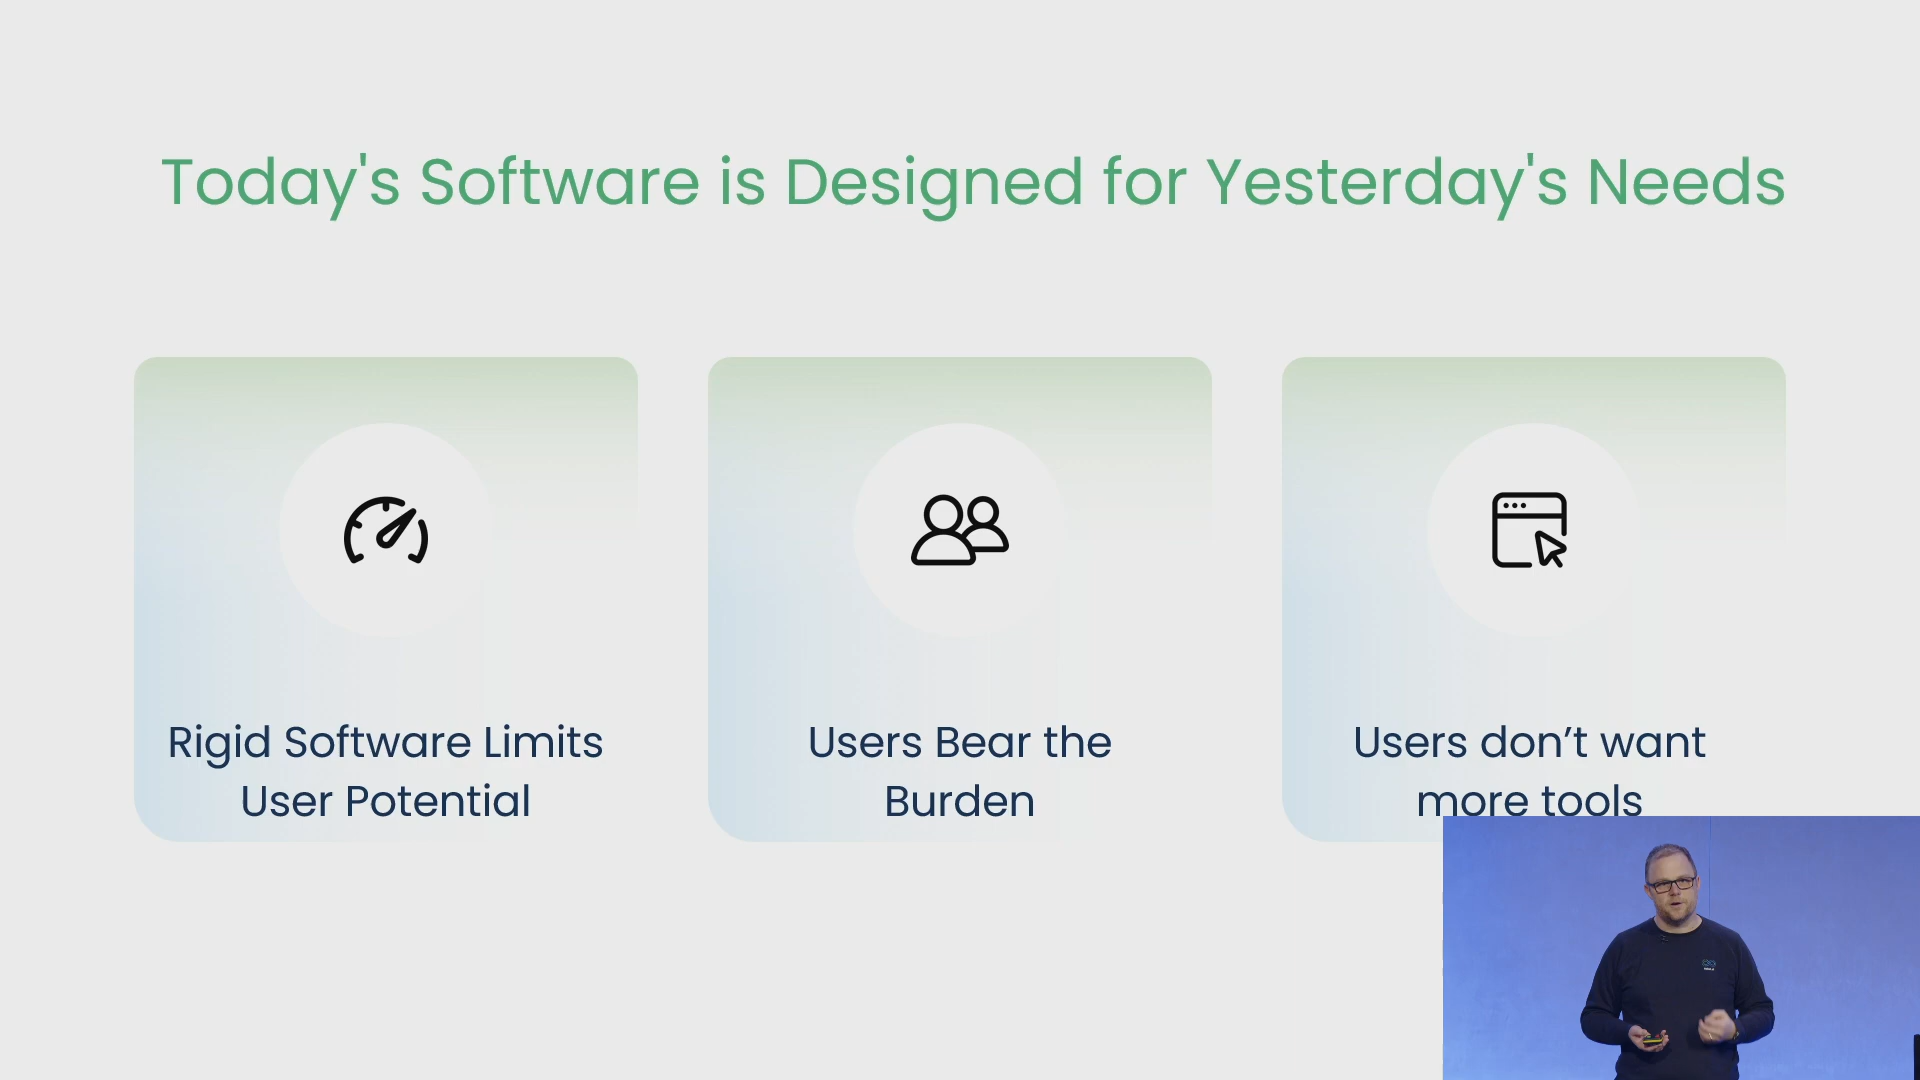 Today's Software is Designed for Yesterday's Needs
Rigid Software Limits
User Potential
Users Bear the
Burden
Users don’t want
more tools